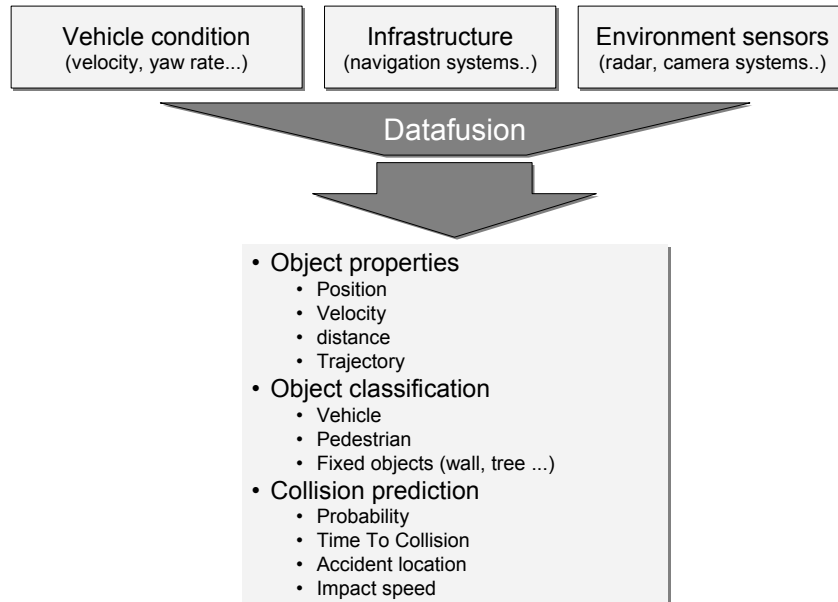 Vehicle condition
(velocity, yaw rate...)
Infrastructure
(navigation systems..)
Environment sensors
(radar, camera systems..)
Datafusion
• Object properties
• Position
• Velocity
• distance
• Trajectory
• Object classification
• Vehicle
• Pedestrian
• Fixed objects (wall, tree ...)
• Collision prediction
• Probability
• Time To Collision
• Accident location
• Impact speed